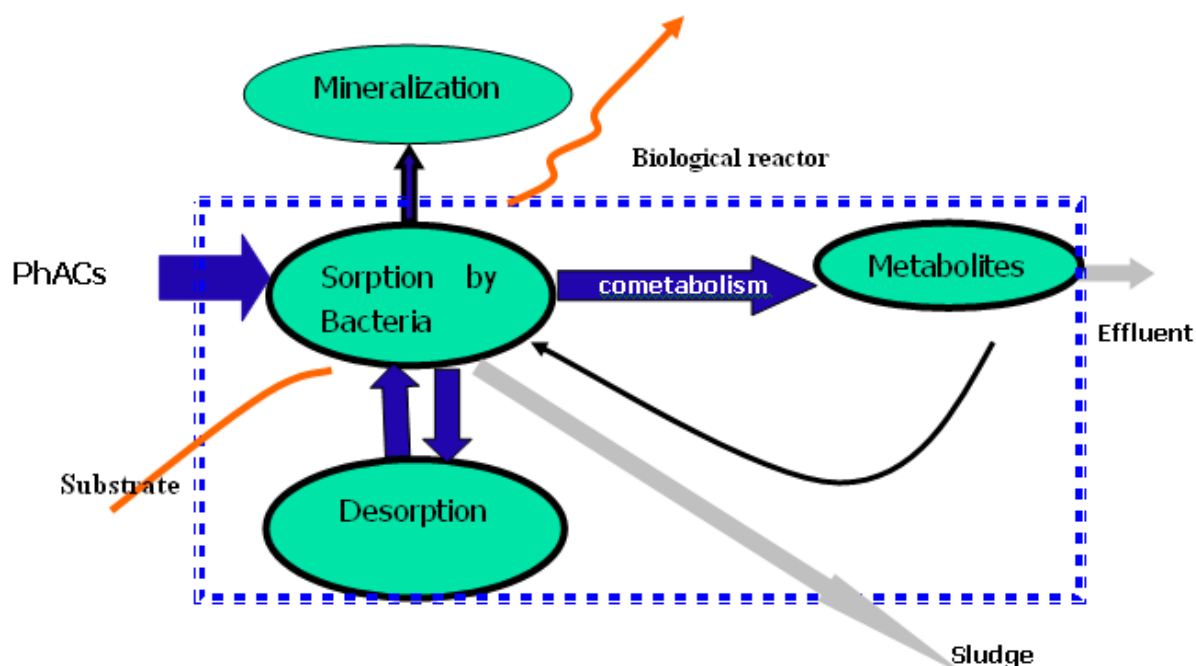 Mineralization
Biological reactor
PhACs
Sorption by
Bacteria
cometabolism
Metabolites
Effluent
Substrate
Desorption
Sludge